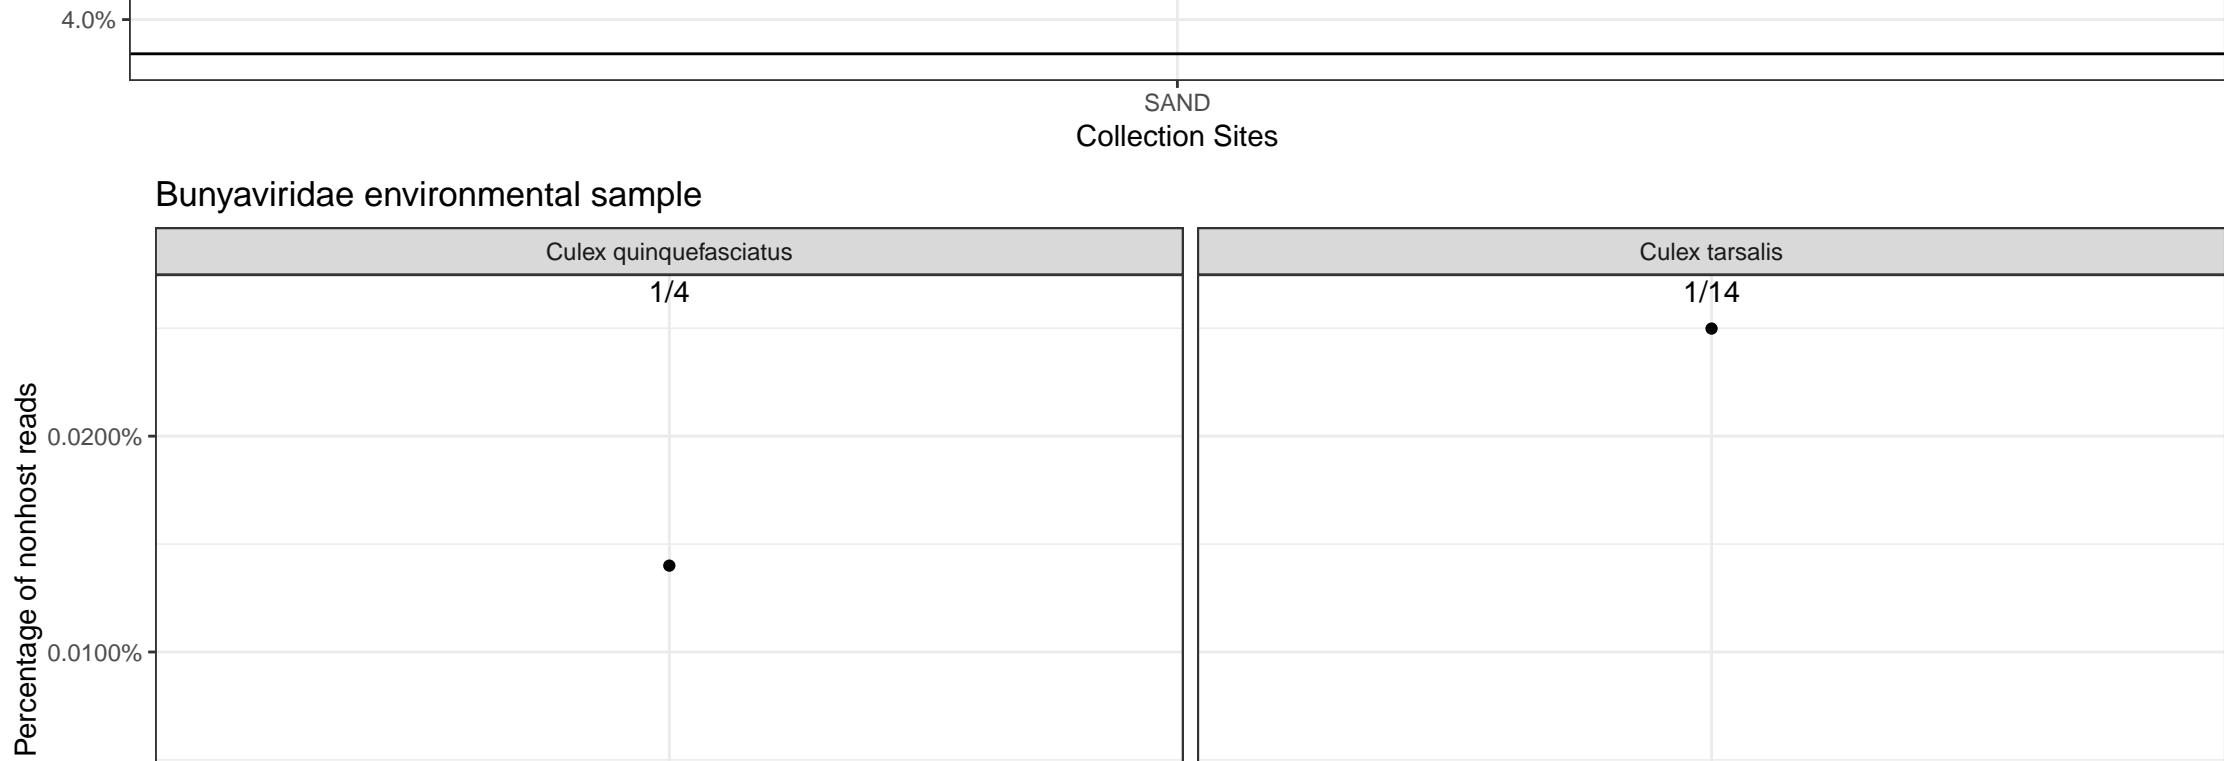 4.0%
SAND
Collection Sites
Bunyaviridae environmental sample
Culex quinquefasciatus
Culex tarsalis
1/4
1/14
Percentage of nonhost reads
0.0200%
0.0100%